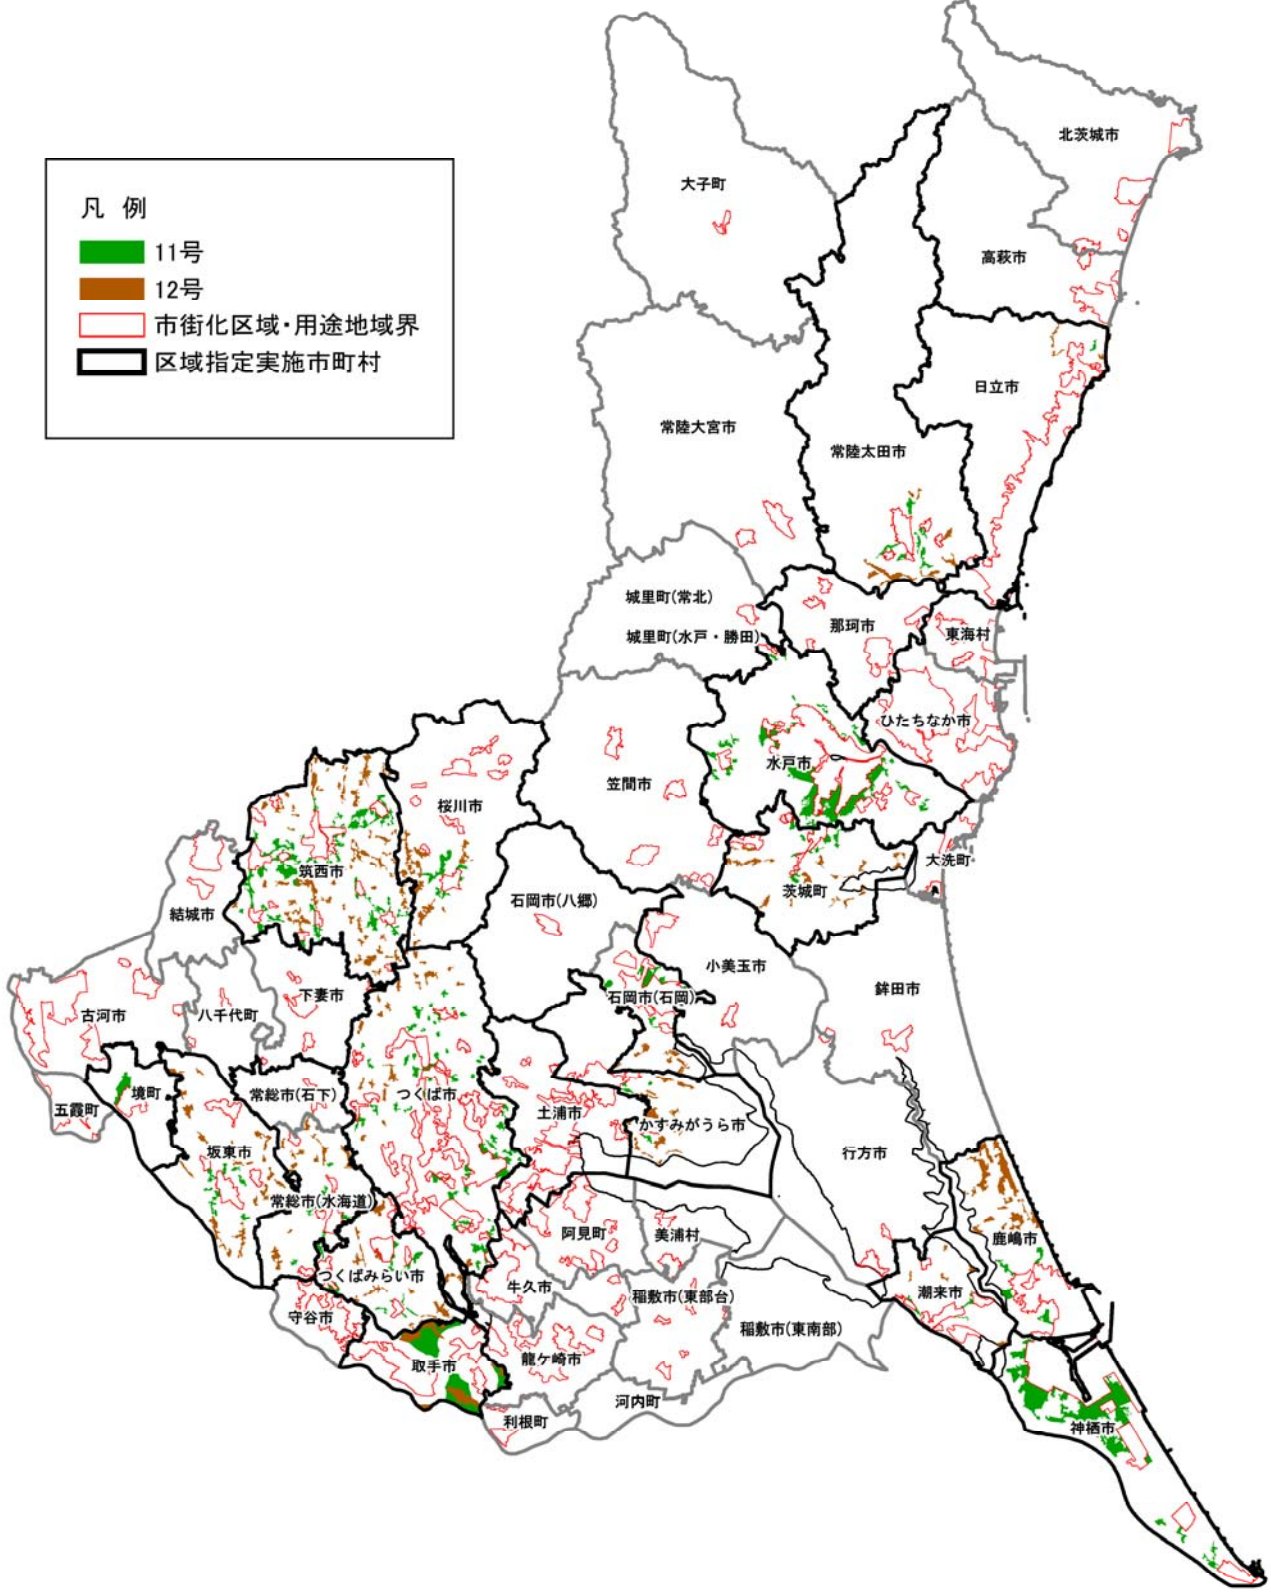 凡 例
11号
12号
市街化区域・用途地域界
区域指定実施市町村
北茨城市
大子町
高萩市
日立市
常陸大宮市
常陸太田市
城里町(常北)
城里町(水戸・勝田)
那珂市
東海村
ひたちなか市
水戸市
笠間市
桜川市
大洗町
茨城町
筑西市
石岡市(八郷)
結城市
小美玉市
鉾田市
石岡市(石岡)
下妻市
古河市
八千代町
常総市(石下)
つくば市
境町
五霞町
土浦市
かすみがうら市
坂東市
行方市
常総市(水海道)
阿見町
美浦村
鹿嶋市
つくばみらい市
牛久市
稲敷市(東部台)
潮来市
守谷市
稲敷市(東南部)
取手市
龍ケ崎市
河内町
利根町
神栖市